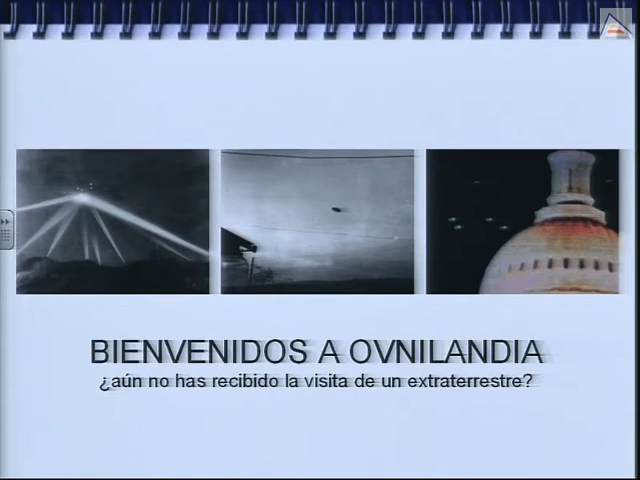 BIENVENIDOS A OVNILANDIA
¿aún no has recibido la visita de un extraterrestre?